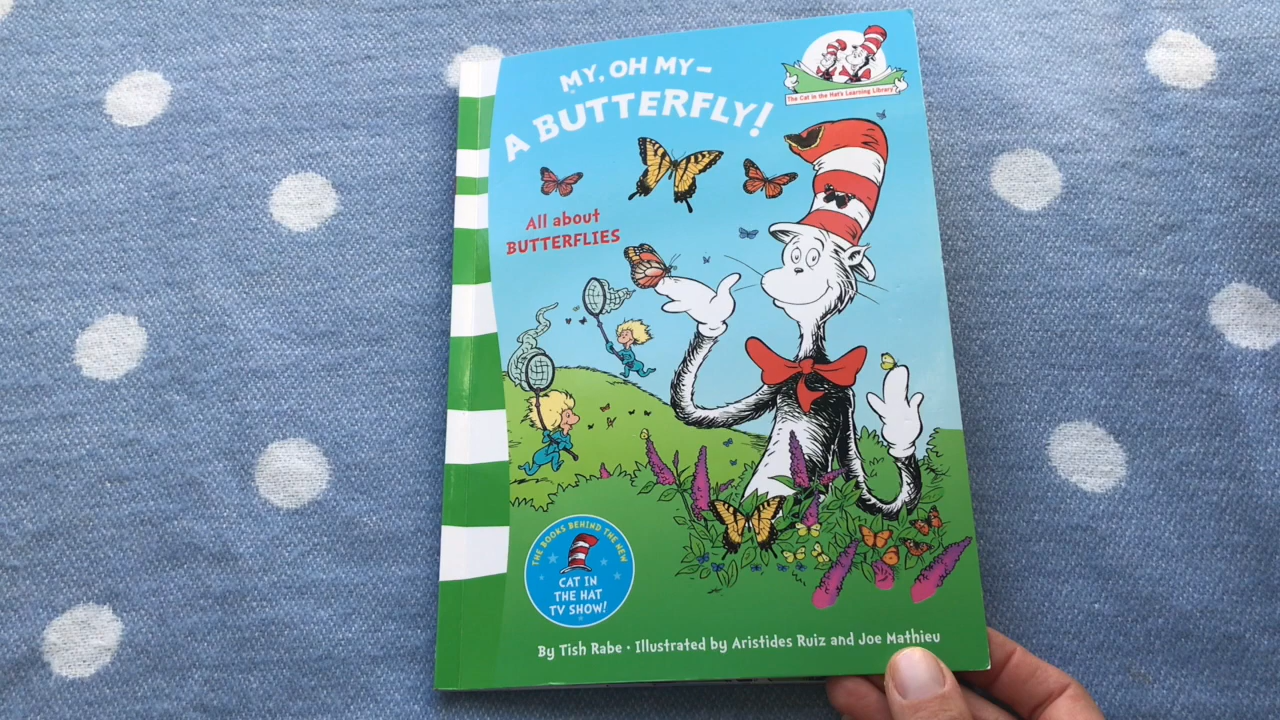 MY, OH MY–
A BUTTERFLY!
The Cat in the Hat's Learning Library
All about
BUTTERFLIES
THE BOOKS BEHIND THE NEW
CAT IN
THE HAT
TV SHOW!
By Tish Rabe • Illustrated by Aristides Ruiz and Joe Mathieu